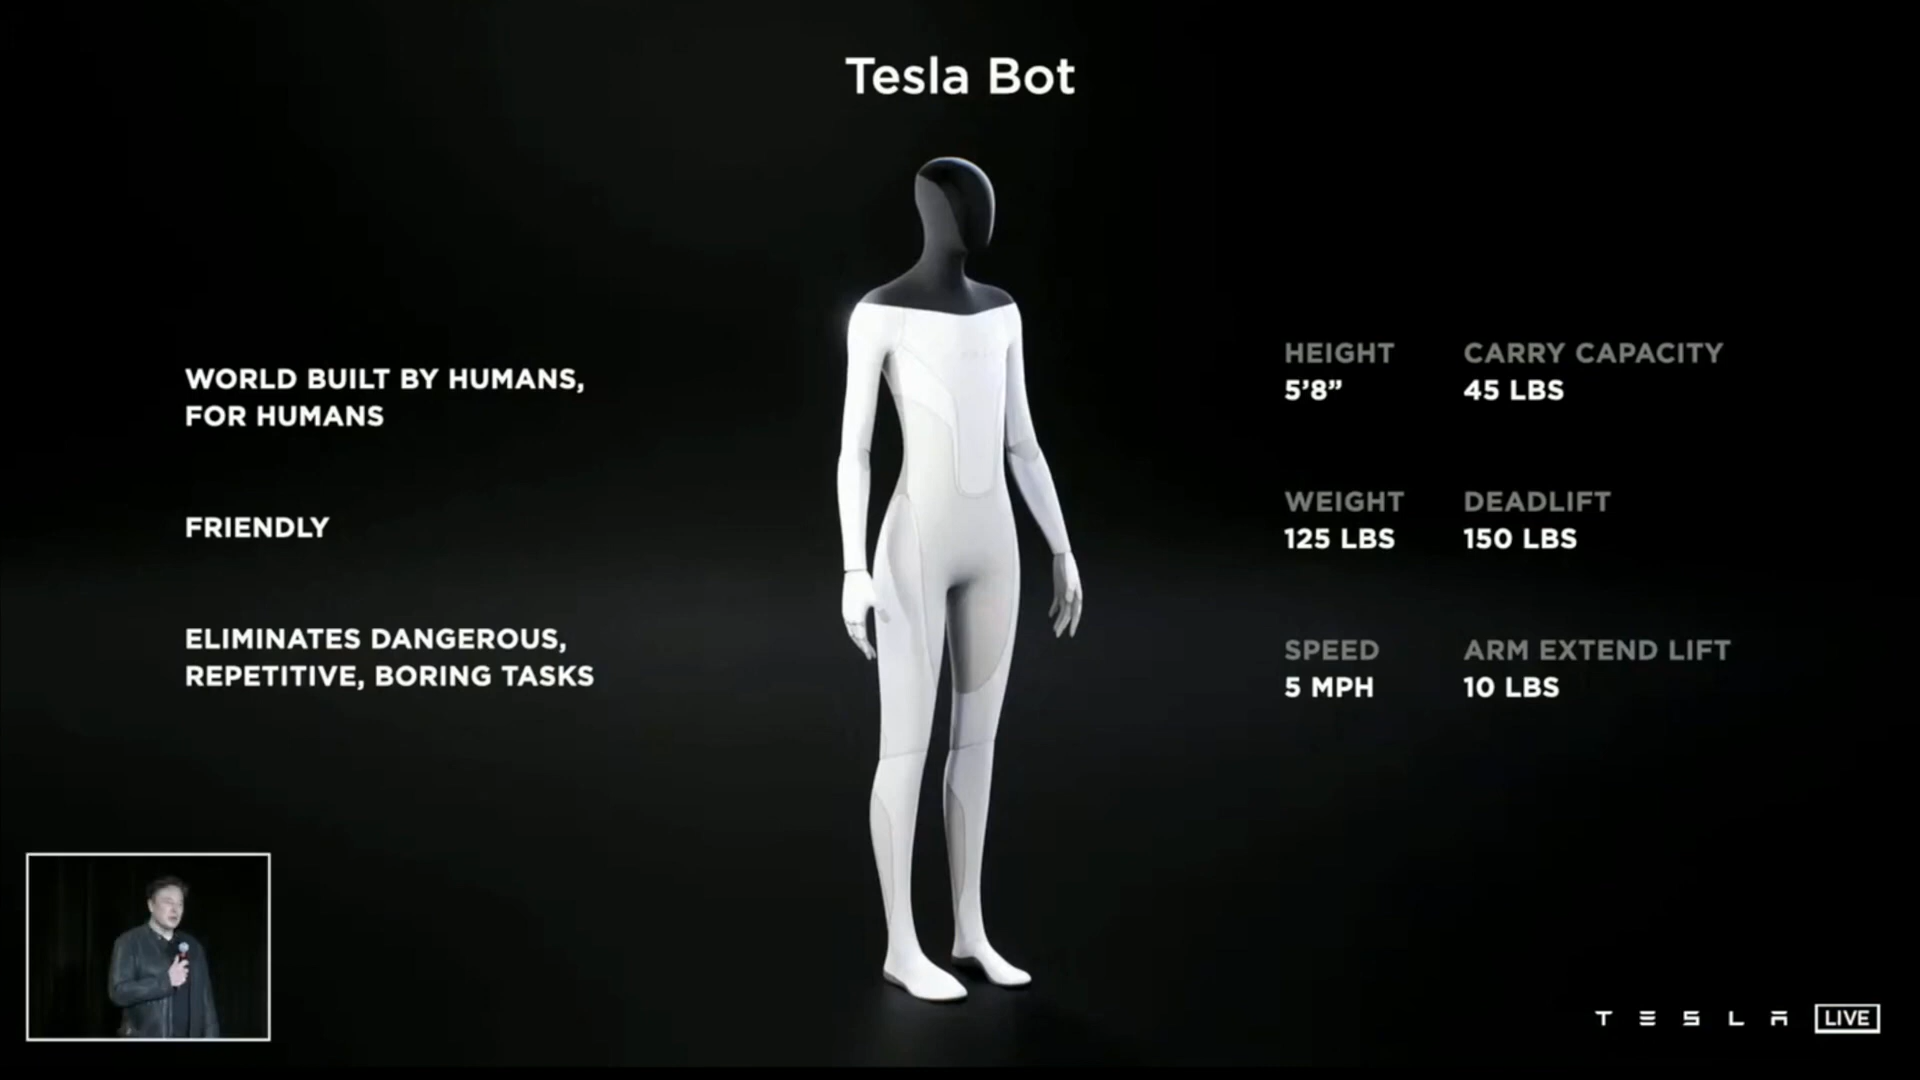 Tesla Bot
WORLD BUILT BY HUMANS,
FOR HUMANS
FRIENDLY
ELIMINATES DANGEROUS,
REPETITIVE, BORING TASKS
HEIGHT
5’8”
CARRY CAPACITY
45 LBS
WEIGHT
125 LBS
DEADLIFT
150 LBS
SPEED
5 MPH
ARM EXTEND LIFT
10 LBS
TESLA LIVE